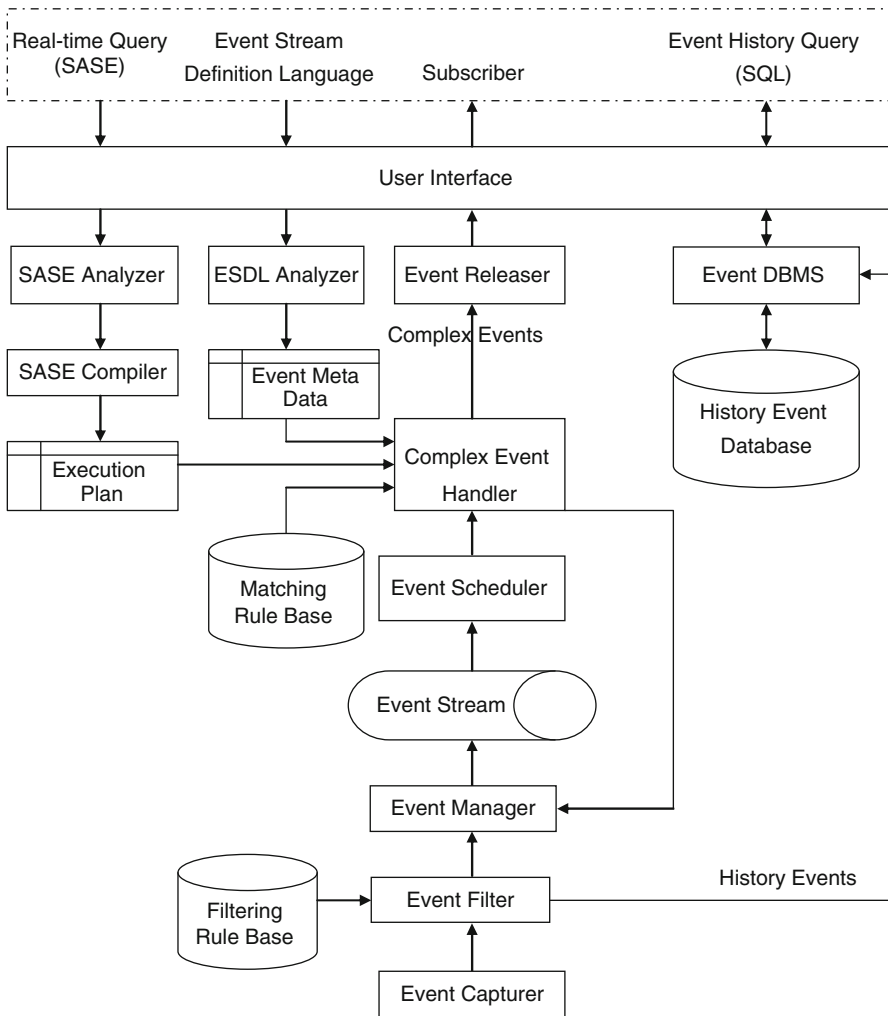 Real-time Query
(SASE)
Event Stream
Definition Language
Subscriber
Event History Query
(SQL)
User Interface
SASE Analyzer
ESDL Analyzer
Event Releaser
Event DBMS
Complex Events
SASE Compiler
Event Meta
Data
History Event
Database
Execution
Plan
Complex Event
Handler
Matching
Rule Base
Event Scheduler
Event Stream
Event Manager
Filtering
Rule Base
Event Filter
History Events
Event Capturer